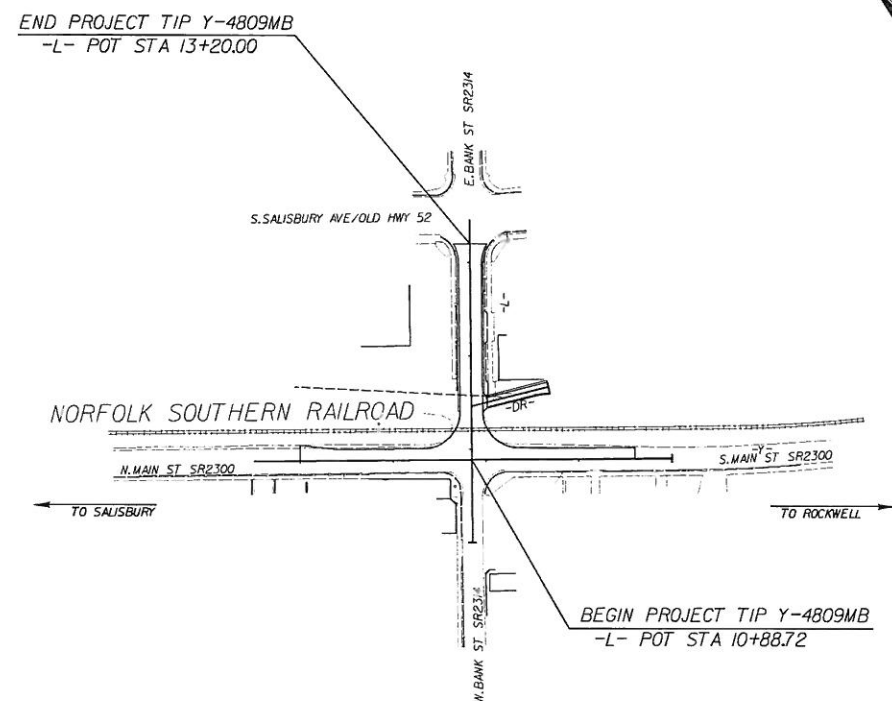 END PROJECT TIP Y-4809MB
-L- POT STA 13+20.00
E.BANK ST SR2314
S.SALISBURY AVE/OLD HWY 52
-L-
-DR-
NORFOLK SOUTHERN RAILROAD
N.MAIN ST SR2300
-Y-
S.MAIN ST SR2300
TO SALISBURY
TO ROCKWELL
W.BANK ST SR2314
BEGIN PROJECT TIP Y-4809MB
-L- POT STA 10+88.72